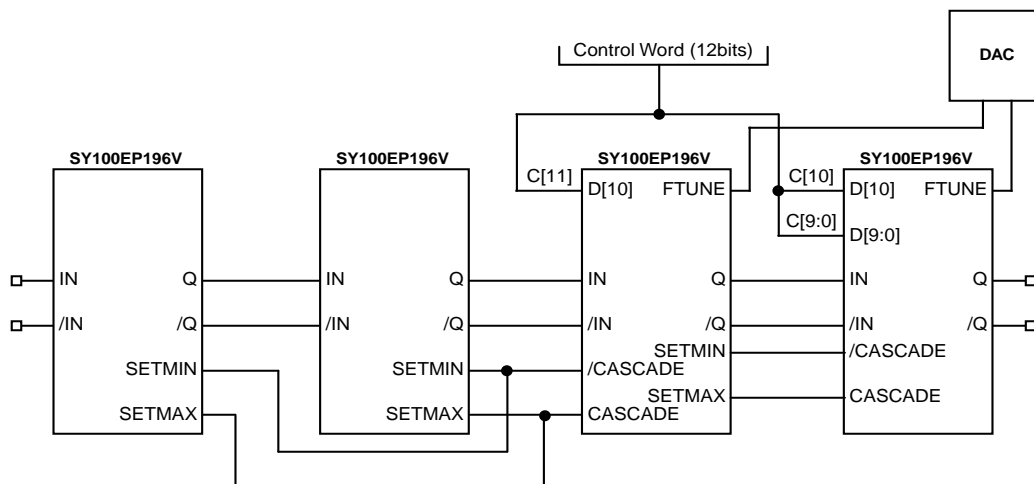 Control Word (12bits)
DAC
SY100EP196V
SY100EP196V
SY100EP196V
SY100EP196V
C[11]
D[10]
FTUNE
C[10]
D[10]
FTUNE
C[9:0]
D[9:0]
IN
Q
IN
Q
IN
Q
IN
Q
/IN
/Q
/IN
/Q
/IN
/Q
/IN
/Q
SETMIN
/CASCADE
SETMIN
SETMIN
/CASCADE
SETMAX
CASCADE
SETMAX
SETMAX
CASCADE